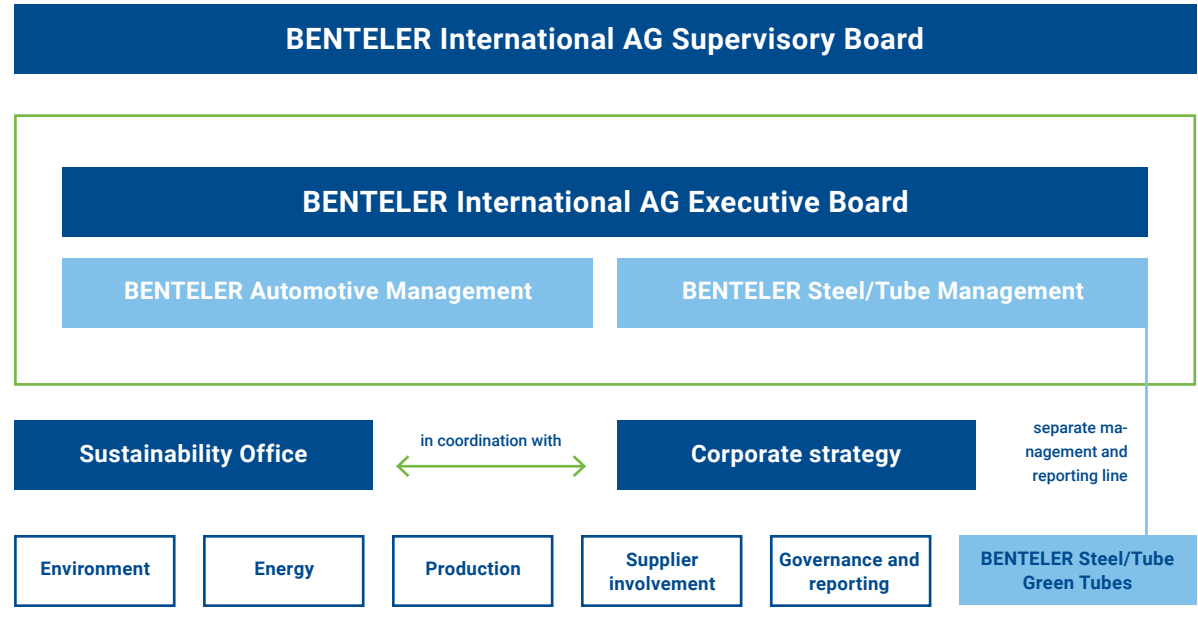 BENTELER International AG Supervisory Board
BENTELER International AG Executive Board
BENTELER Automotive Management
BENTELER Steel/Tube Management
Sustainability Office
in coordination with
Corporate strategy
separate ma-
nagement and
reporting line
Environment
Energy
Production
Supplier
involvement
Governance and
reporting
BENTELER Steel/Tube
Green Tubes